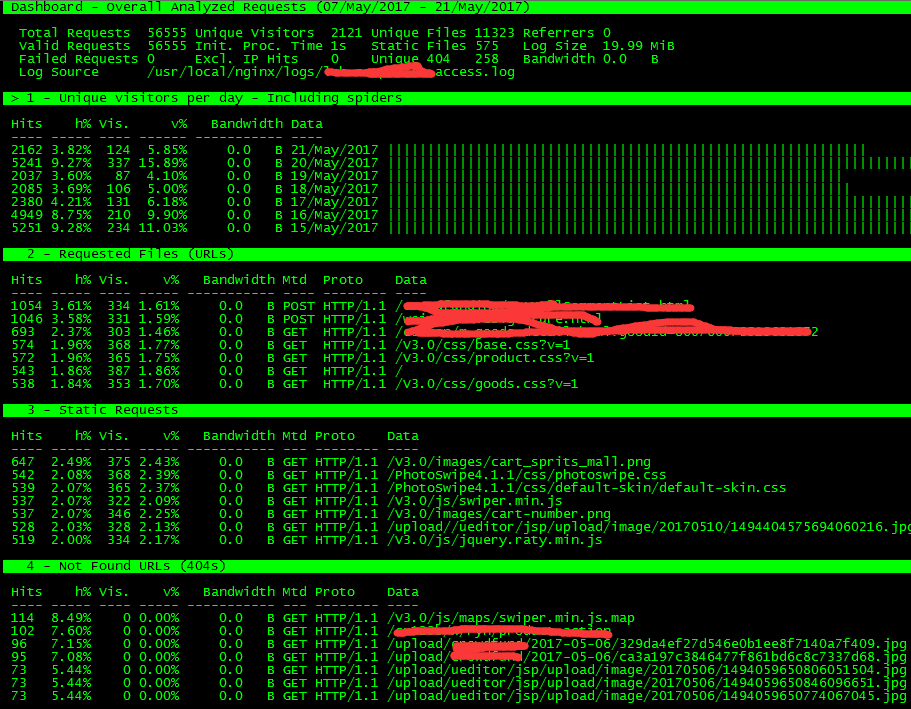 Dashboard - Overall Analyzed Requests (07/May/2017 - 21/May/2017)
Total Requests 56555 Unique Visitors 2121 Unique Files 11323 Referrers 0
Valid Requests 56555 Init. Proc. Time 1s Static Files 575 Log Size 19.99 MiB
Failed Requests 0 Excl. IP Hits 0 Unique 404 258 Bandwidth 0.0 B
Log Source /usr/local/nginx/logs/ access.log
> 1 - Unique visitors per day - Including spiders
Hits h% Vis. v% Bandwidth Data
---- ---- ---- ---- ----------- ----
2162 3.82% 124 5.85% 0.0 B 21/May/2017
5241 9.27% 337 15.89% 0.0 B 20/May/2017
2037 3.60% 87 4.10% 0.0 B 19/May/2017
2085 3.69% 106 5.00% 0.0 B 18/May/2017
2380 4.21% 131 6.18% 0.0 B 17/May/2017
4949 8.75% 210 9.90% 0.0 B 16/May/2017
5251 9.28% 234 11.03% 0.0 B 15/May/2017
2 - Requested Files (URLs)
Hits h% Vis. v% Bandwidth Mtd Proto Data
1054 3.61% 334 1.61% 0.0 B POST HTTP/1.1 /
1046 3.58% 331 1.59% 0.0 B POST HTTP/1.1
693 2.37% 303 1.46% 0.0 B GET HTTP/1.1
574 1.96% 368 1.77% 0.0 B GET HTTP/1.1 /v3.0/css/base.css?v=1
572 1.96% 365 1.75% 0.0 B GET HTTP/1.1 /v3.0/css/product.css?v=1
543 1.86% 387 1.86% 0.0 B GET HTTP/1.1 /
538 1.84% 353 1.70% 0.0 B GET HTTP/1.1 /v3.0/css/goods.css?v=1
3 - Static Requests
Hits h% Vis. v% Bandwidth Mtd Proto Data
647 2.49% 375 2.43% 0.0 B GET HTTP/1.1 /v3.0/images/cart_sprits_mall.png
542 2.08% 368 2.39% 0.0 B GET HTTP/1.1 /PhotoSwipe4.1.1/css/photoswipe.css
539 2.07% 365 2.37% 0.0 B GET HTTP/1.1 /PhotoSwipe4.1.1/css/default-skin/default-skin.css
537 2.07% 322 2.09% 0.0 B GET HTTP/1.1 /v3.0/js/swiper.min.js
537 2.07% 346 2.25% 0.0 B GET HTTP/1.1 /v3.0/images/cart-number.png
528 2.03% 328 2.13% 0.0 B GET HTTP/1.1 /upload//ueditor/jsp/upload/image/20170510/1494404575694060216.jpg
519 2.00% 334 2.17% 0.0 B GET HTTP/1.1 /v3.0/js/jquery.raty.min.js
4 - Not Found URLs (404s)
Hits h% Vis. v% Bandwidth Mtd Proto Data
114 8.49% 0 0.00% 0.0 B GET HTTP/1.1 /v3.0/js/maps/swiper.min.js.map
102 7.60% 0 0.00% 0.0 B GET HTTP/1.1
96 7.15% 0 0.00% 0.0 B GET HTTP/1.1 /upload/ /2017-05-06/329da4ef27d546e0b1ee8f7140a7f409.jpg
95 7.08% 0 0.00% 0.0 B GET HTTP/1.1 /upload/ /2017-05-06/ca3a197c3846477f861bd6c8c7337d68.jpg
73 5.44% 0 0.00% 0.0 B GET HTTP/1.1 /upload/ueditor/jsp/upload/image/20170506/1494059650806051504.jpg
73 5.44% 0 0.00% 0.0 B GET HTTP/1.1 /upload/ueditor/jsp/upload/image/20170506/1494059650846096651.jpg
73 5.44% 0 0.00% 0.0 B GET HTTP/1.1 /upload/ueditor/jsp/upload/image/20170506/1494059650774067045.jpg